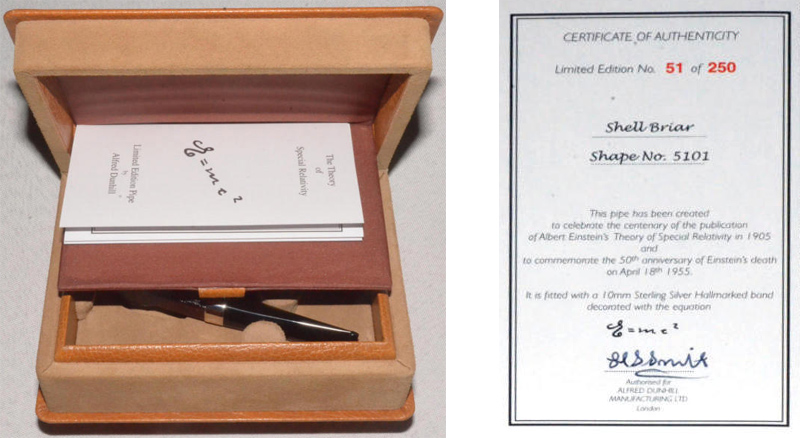 The Theory
of
Special Relativity
E=mc²
Limited Edition Pipe
by
Alfred Dunhill
CERTIFICATE OF AUTHENTICITY
Limited Edition No. 51 of 250
Shell Briar
Shape No. 5101
This pipe has been created
to celebrate the centenary of the publication
of Albert Einstein's Theory of Special Relativity in 1905
and
to commemorate the 50th anniversary of Einstein's death
on April 18th 1955.
It is fitted with a 10mm Sterling Silver Hallmarked band
decorated with the equation
E=mc²
Authorised for
ALFRED DUNHILL
MANUFACTURING LTD
London